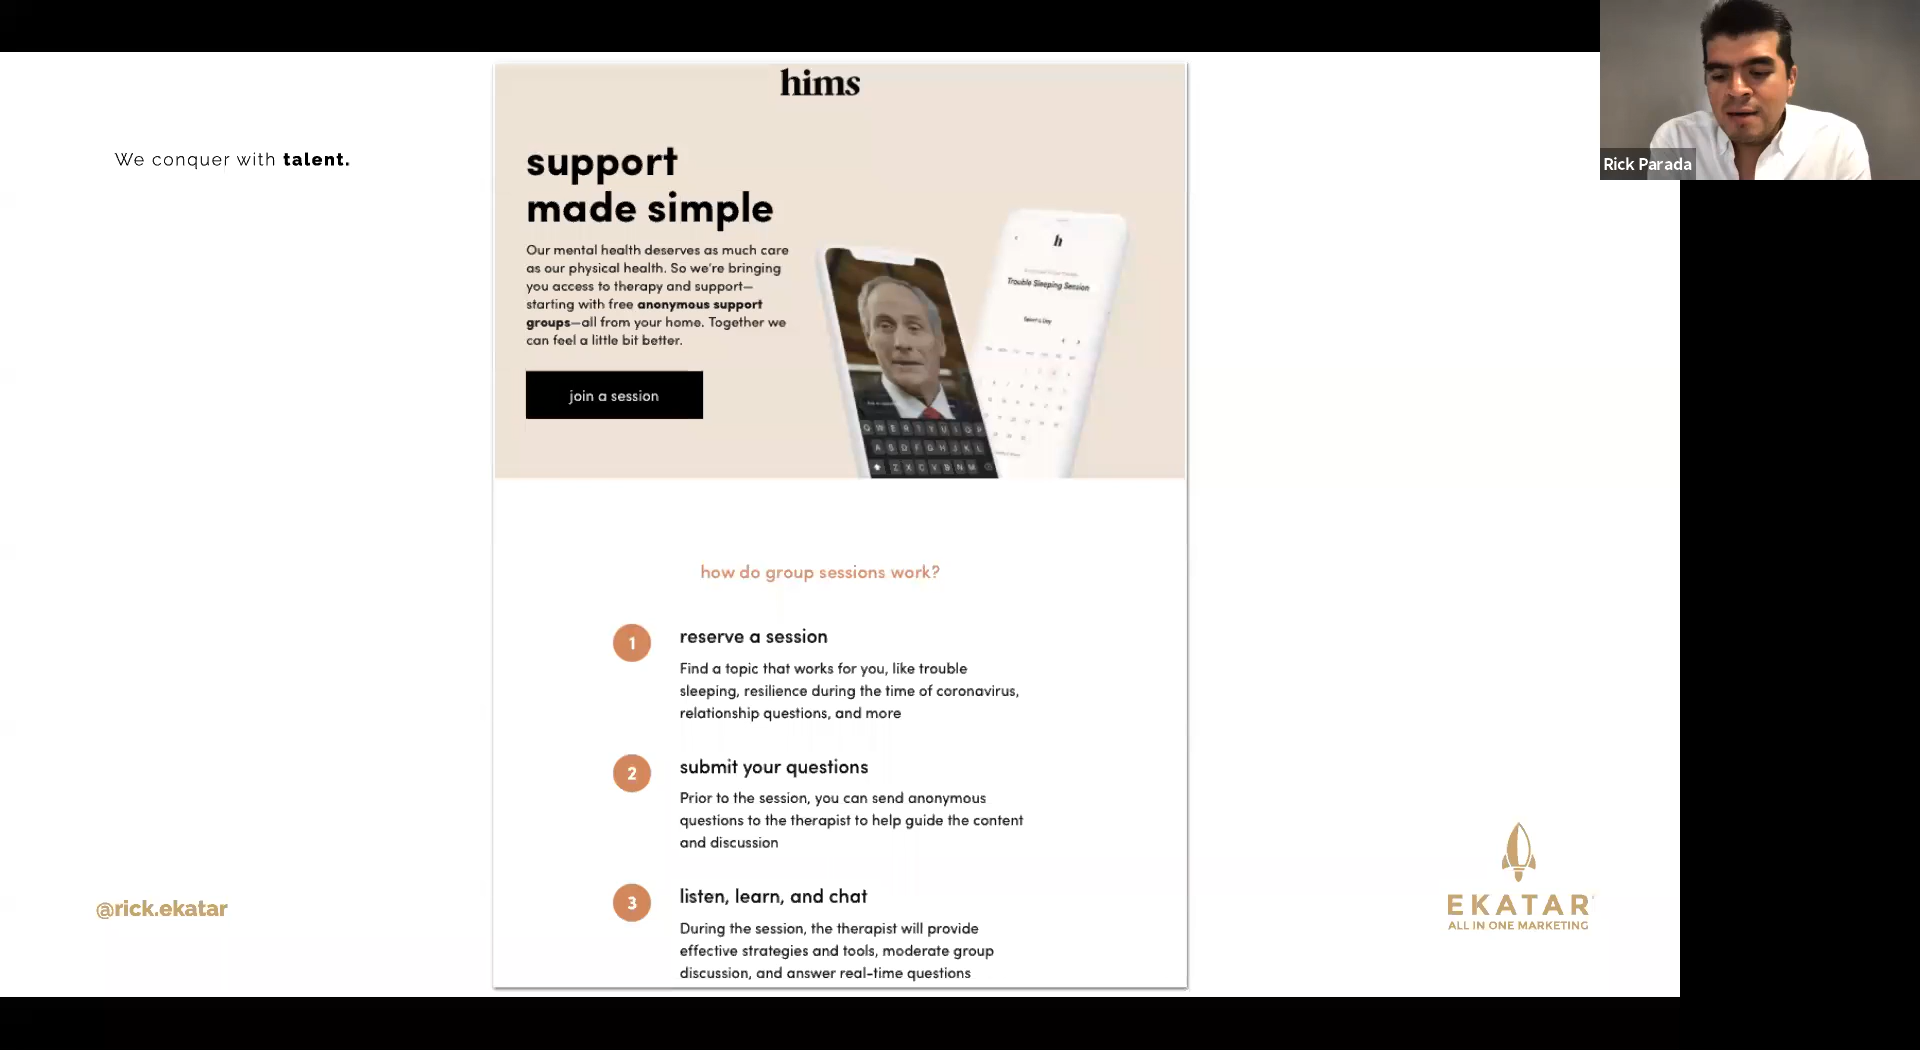 Rick Parada
We conquer with talent.
hims
support
made simple
Our mental health deserves as much care
as our physical health. So we're bringing
you access to therapy and support—
starting with free anonymous support
groups—all from your home. Together we
can feel a little bit better.
join a session
h
Trouble Sleeping Session
Select a Day
Q W E R T Y U I O P
A S D F G H J K L
Z X C V B N M
how do group sessions work?
1
reserve a session
Find a topic that works for you, like trouble
sleeping, resilience during the time of coronavirus,
relationship questions, and more
2
submit your questions
Prior to the session, you can send anonymous
questions to the therapist to help guide the content
and discussion
3
listen, learn, and chat
During the session, the therapist will provide
effective strategies and tools, moderate group
discussion, and answer real-time questions
@rick.ekatar
EKATAR
ALL IN ONE MARKETING